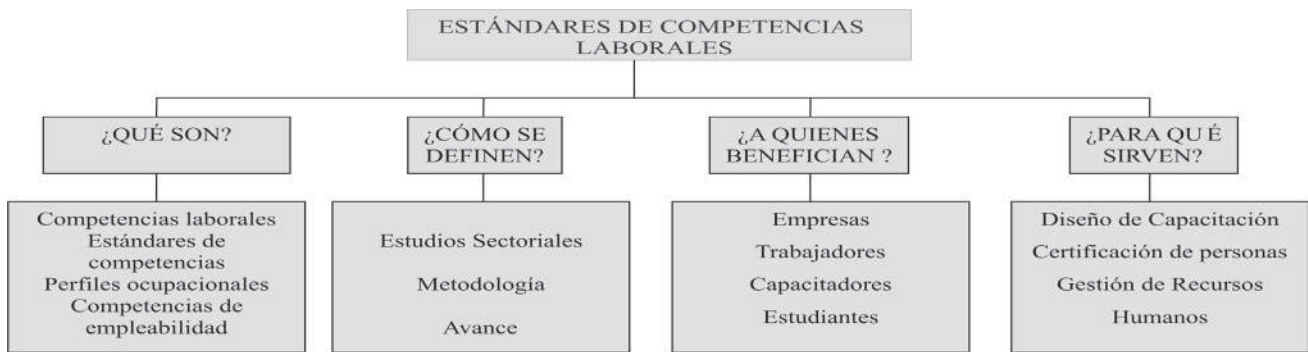 ESTÁNDARES DE COMPETENCIAS
LABORALES
¿QUÉ SON?
Competencias laborales
Estándares de
competencias
Perfiles ocupacionales
Competencias de
empleabilidad
¿CÓMO SE
DEFINEN?
Estudios Sectoriales
Metodología
Avance
¿A QUIENES
BENEFICIAN ?
Empresas
Trabajadores
Capacitadores
Estudiantes
¿PARA QU É
SIRVEN?
Diseño de Capacitación
Certificación de personas
Gestión de Recursos
Humanos